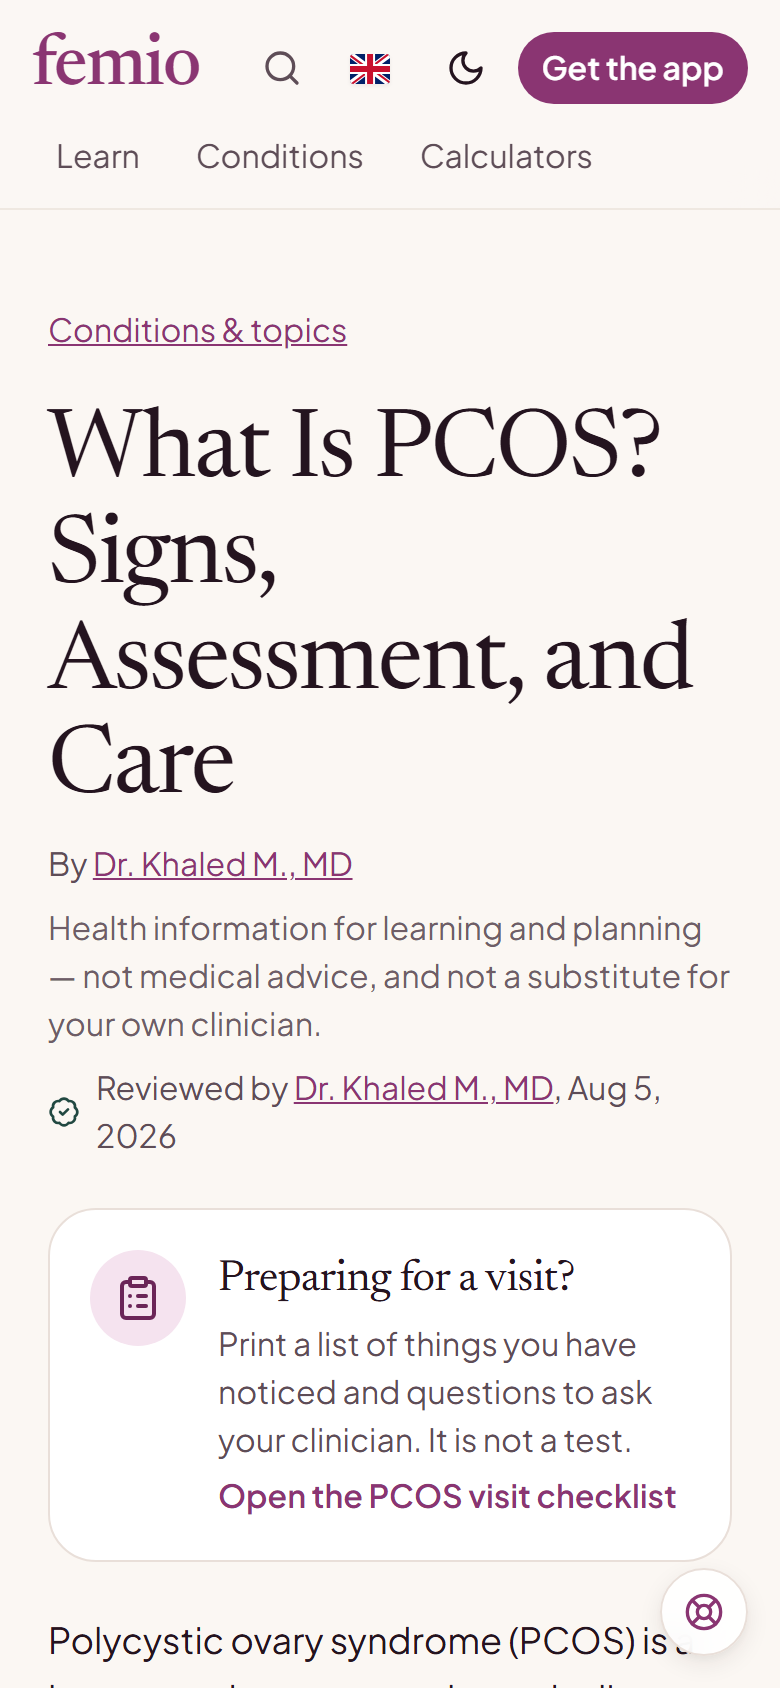 femio
Get the app
Learn
Conditions
Calculators
Conditions & topics
What Is PCOS?
Signs,
Assessment, and
Care
By Dr. Khaled M., MD
Health information for learning and planning
— not medical advice, and not a substitute for
your own clinician.
Reviewed by Dr. Khaled M., MD, Aug 5,
2026
Preparing for a visit?
Print a list of things you have
noticed and questions to ask
your clinician. It is not a test.
Open the PCOS visit checklist
Polycystic ovary syndrome (PCOS) is